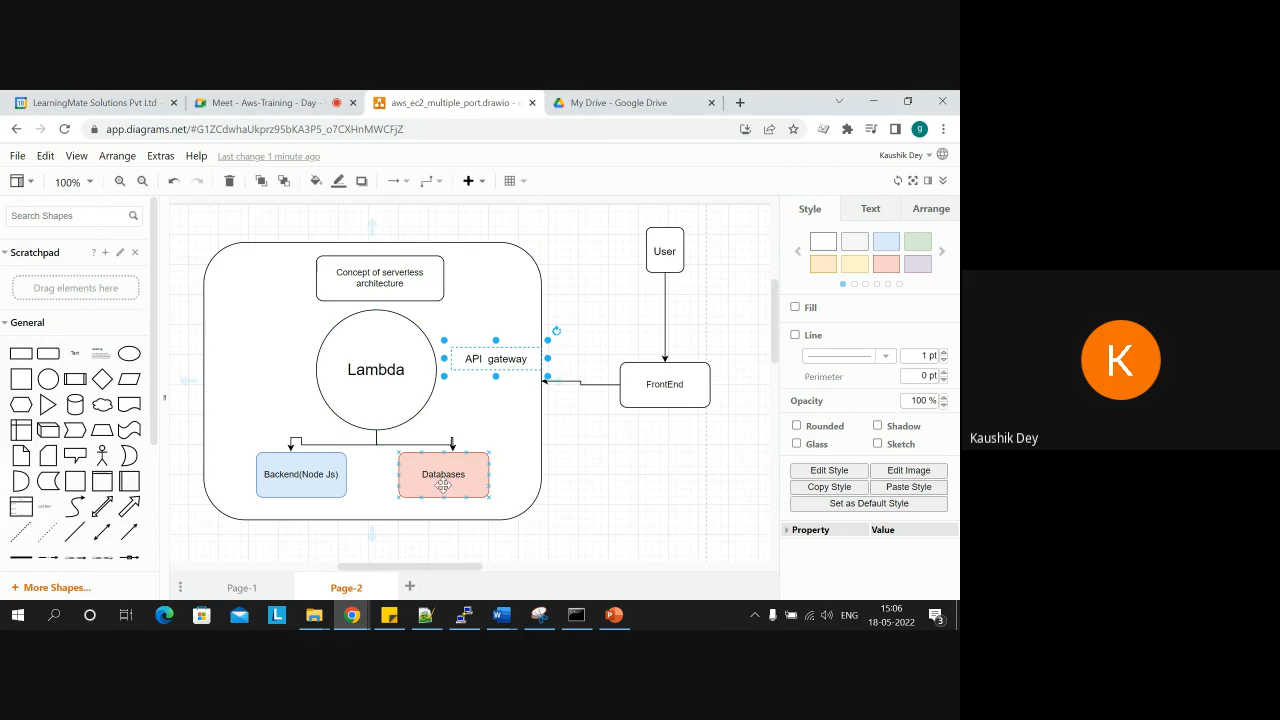 LearningMate Solutions Pvt Ltd -
Meet - Aws-Training - Day -
aws_ec2_multiple_port.drawio -
My Drive - Google Drive
app.diagrams.net/#G1ZCdwhaUkprz95bKA3P5_o7CXHnMWCFjZ
g
File Edit View Arrange Extras Help Last change 1 minute ago
Kaushik Dey
100%
Search Shapes
Scratchpad
Drag elements here
General
Text
Heading
List Item
More Shapes...
Concept of serverless
architecture
Lambda
API gateway
Backend(Node Js)
Databases
User
FrontEnd
Style Text Arrange
Fill
Line
1 pt
Perimeter
0 pt
Opacity
100 %
Rounded
Shadow
Glass
Sketch
Edit Style
Edit Image
Copy Style
Paste Style
Set as Default Style
Property
Value
Page-1
Page-2
ENG
15:06
18-05-2022
3
K
Kaushik Dey